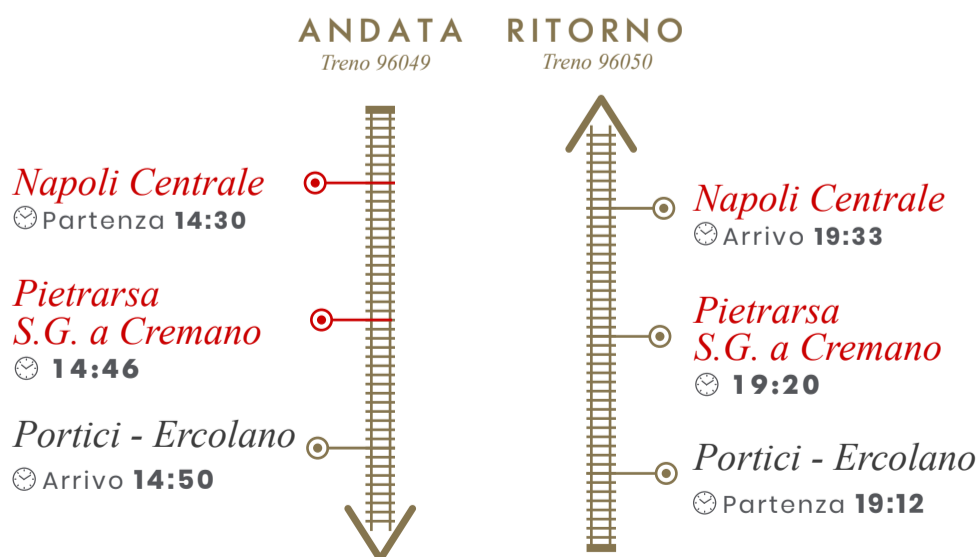 ANDATA
Treno 96049
Napoli Centrale
Partenza 14:30
Pietrarsa
S.G. a Cremano
14:46
Portici - Ercolano
Arrivo 14:50
RITORNO
Treno 96050
Napoli Centrale
Arrivo 19:33
Pietrarsa
S.G. a Cremano
19:20
Portici - Ercolano
Partenza 19:12